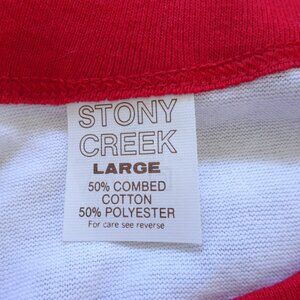 STONY
CREEK
LARGE
50% COMBED
COTTON
50% POLYESTER
For care see reverse